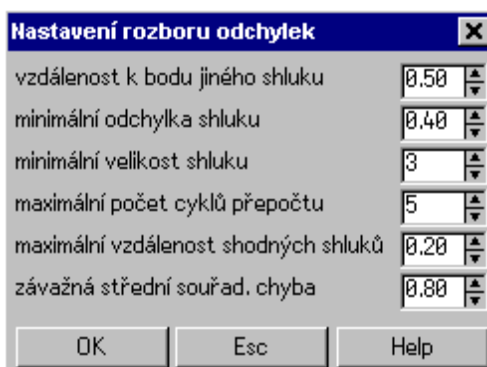 Nastavení rozboru odchylek
vzdálenost k bodu jiného shluku 0.50
minimální odchylka shluku 0.40
minimální velikost shluku 3
maximální počet cyklů přepočtu 5
maximální vzdálenost shodných shluků 0.20
závažná střední souřad. chyba 0.80
OK Esc Help